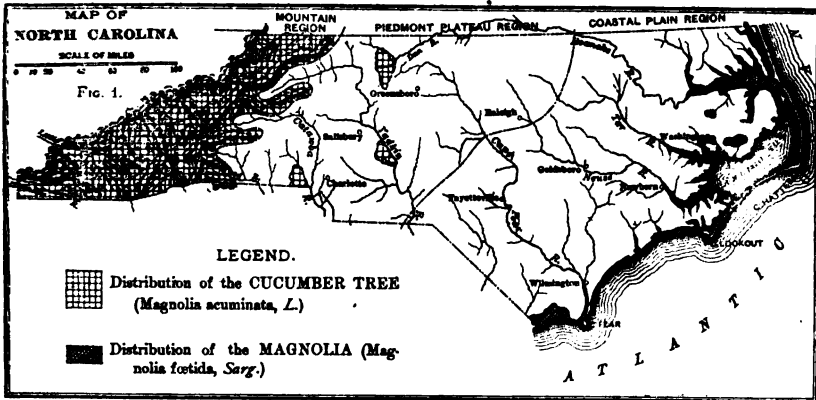 MAP OF
NORTH CAROLINA
SCALE OF MILES
FIG. 1.
MOUNTAIN
REGION
PIEDMONT PLATEAU REGION
COASTAL PLAIN REGION
Greensboro
Raleigh
Salisbury
Yadkin
Charlotte
Goldsboro
Neuse
Newbern
Fayetteville
Wilmington
LOOKOUT
ATLANTIC
LEGEND.
Distribution of the CUCUMBER TREE
(Magnolia acuminata, L.)
Distribution of the MAGNOLIA (Mag-
nolia fœtida, Sarg.)